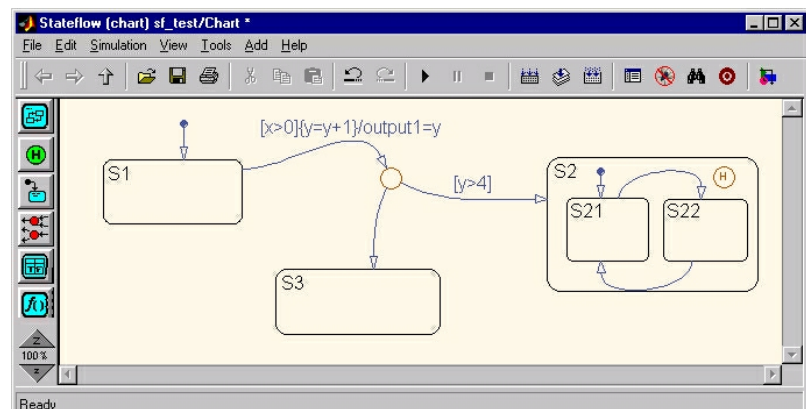 Stateflow (chart) sf_test/Chart *
File Edit Simulation View Tools Add Help
[x>0]{y=y+1}/output1=y
S1
[y>4]
S2
H
H
S21
S22
S3
f()
Z
100%
Z
Ready